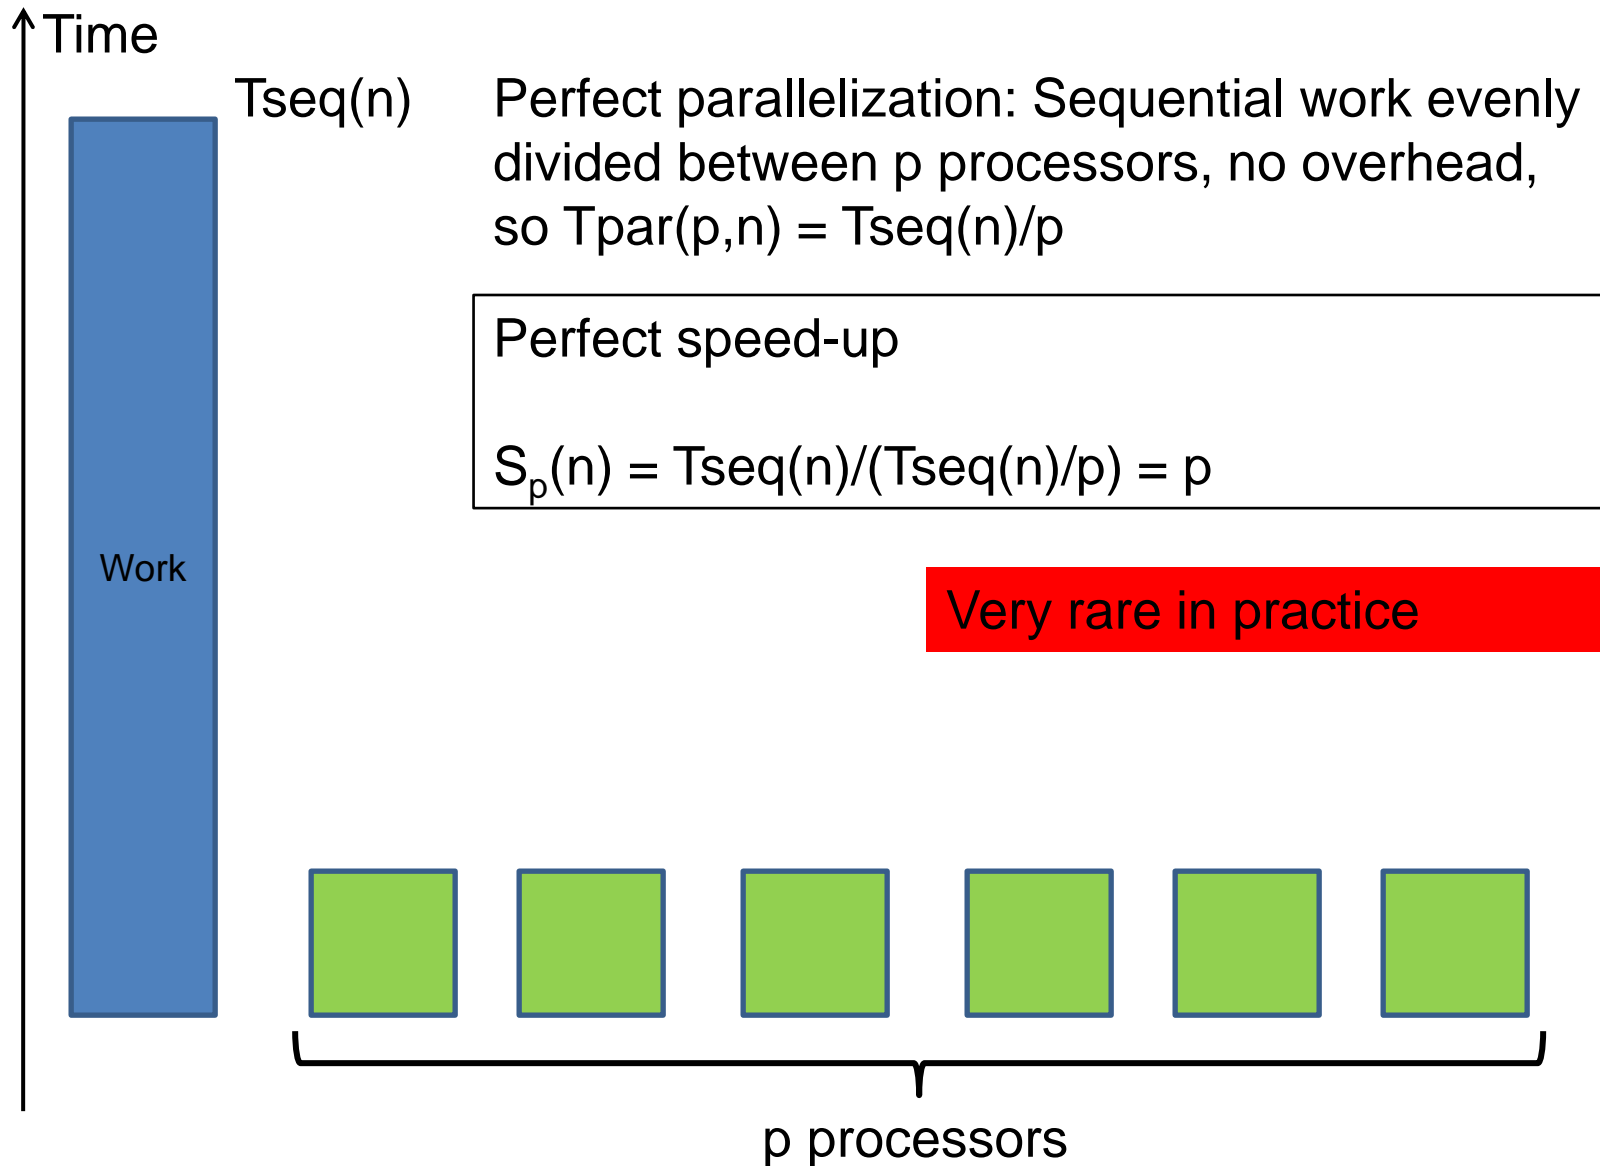 Time
Tseq(n)
Perfect parallelization: Sequential work evenly
divided between p processors, no overhead,
so Tpar(p,n) = Tseq(n)/p
Perfect speed-up
Sp(n) = Tseq(n)/(Tseq(n)/p) = p
Work
Very rare in practice
p processors